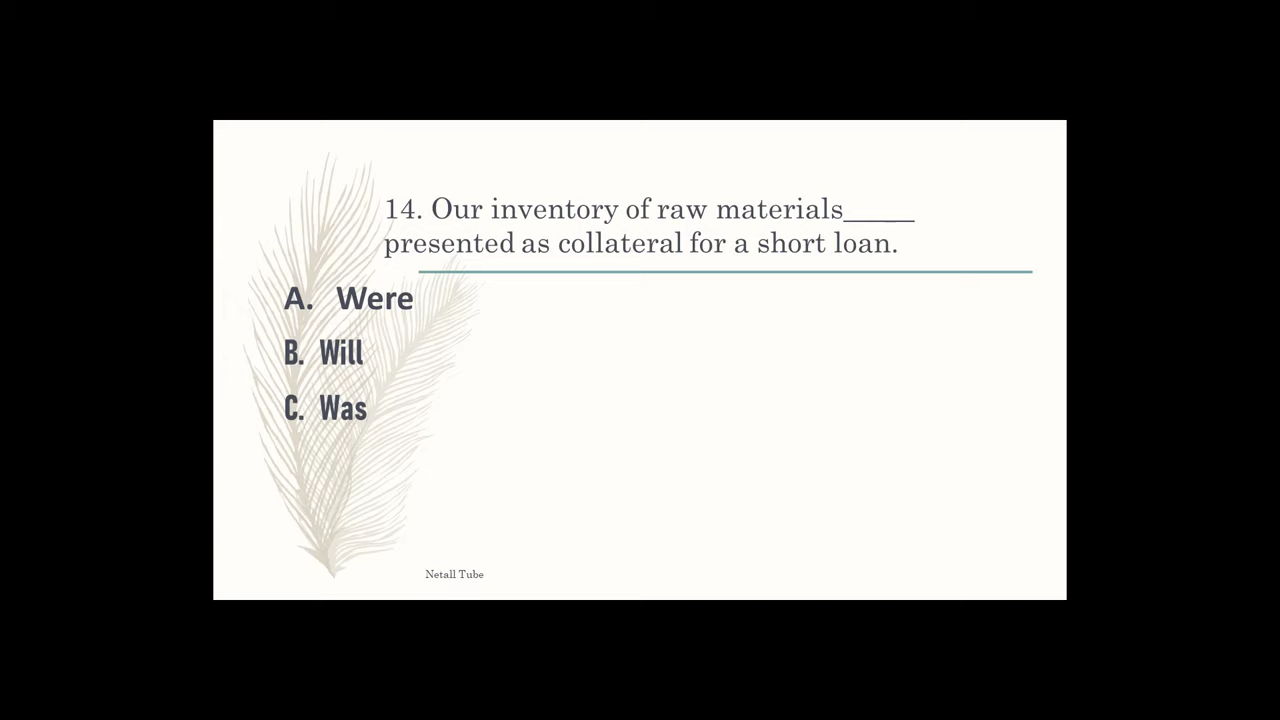 14. Our inventory of raw materials_____
presented as collateral for a short loan.
A. Were
B. Will
C. Was
Netall Tube